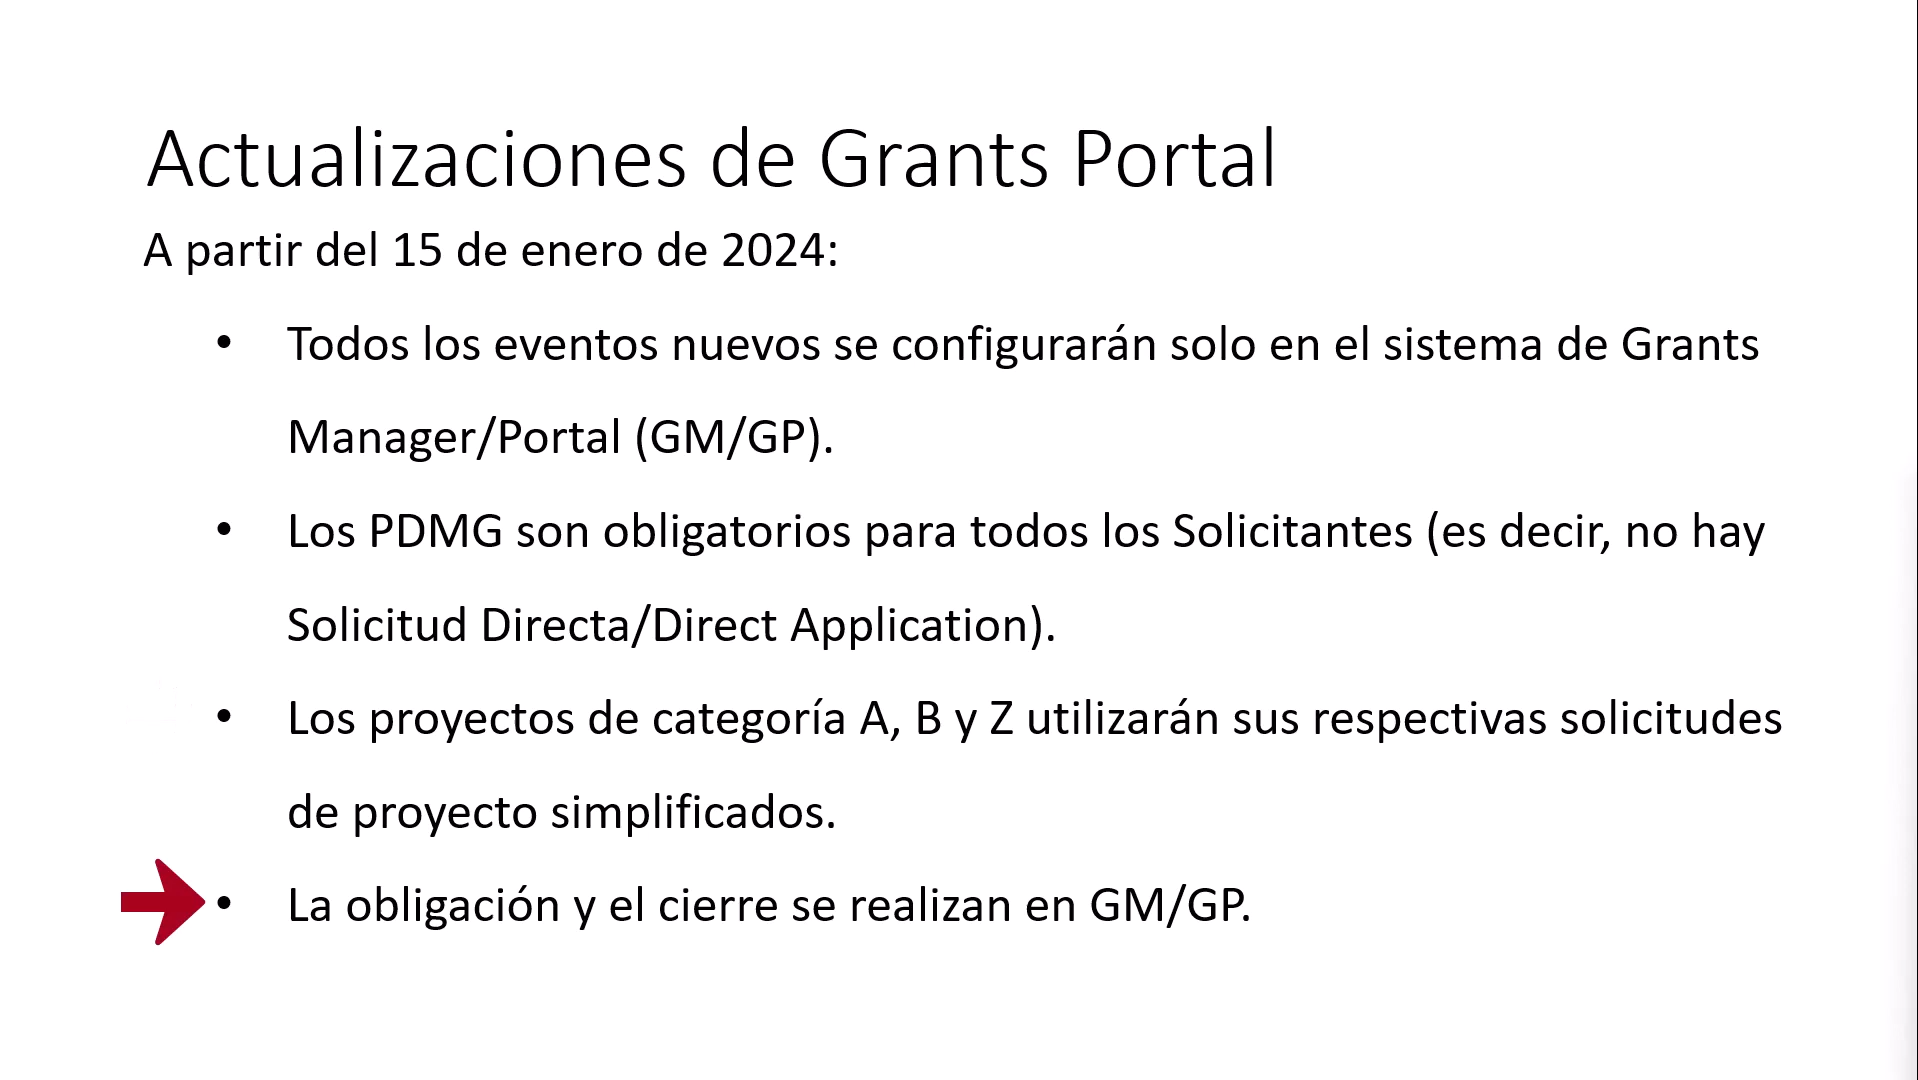 Actualizaciones de Grants Portal
A partir del 15 de enero de 2024:
• Todos los eventos nuevos se configurarán solo en el sistema de Grants
Manager/Portal (GM/GP).
• Los PDMG son obligatorios para todos los Solicitantes (es decir, no hay
Solicitud Directa/Direct Application).
• Los proyectos de categoría A, B y Z utilizarán sus respectivas solicitudes
de proyecto simplificados.
• La obligación y el cierre se realizan en GM/GP.